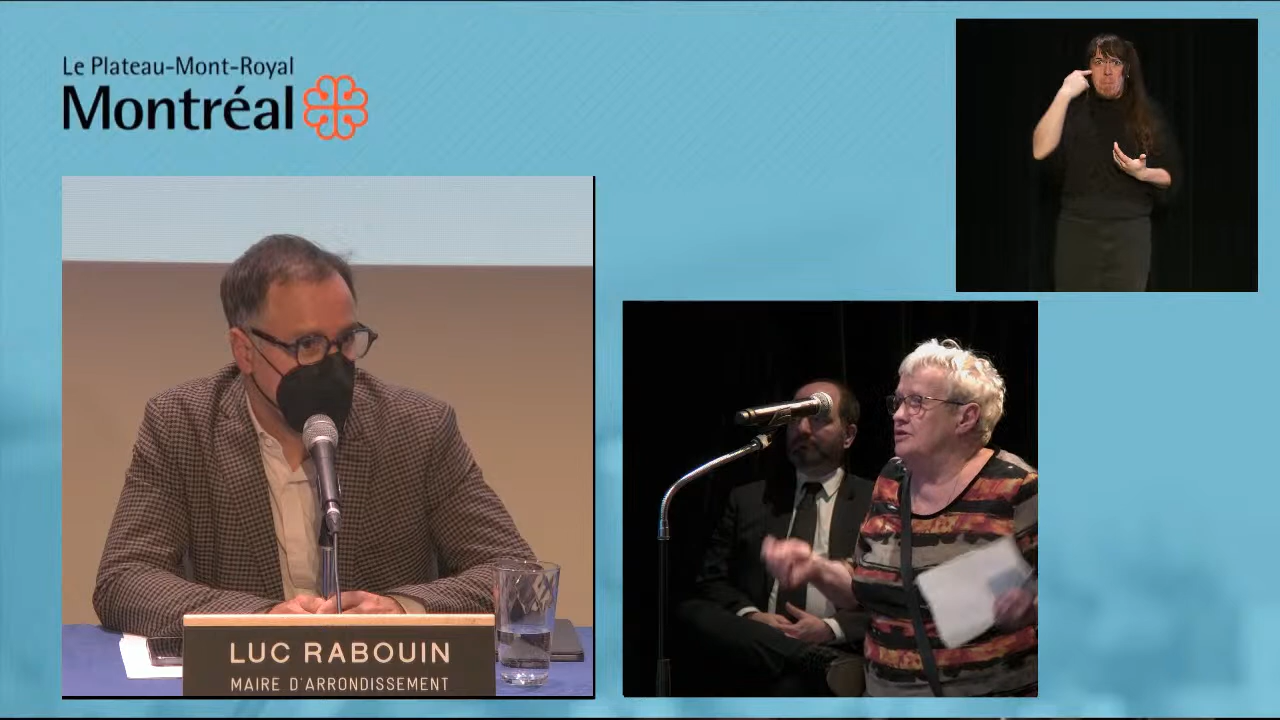 Le Plateau-Mont-Royal
Montréal
LUC RABOUIN
MAIRE D'ARRONDISSEMENT